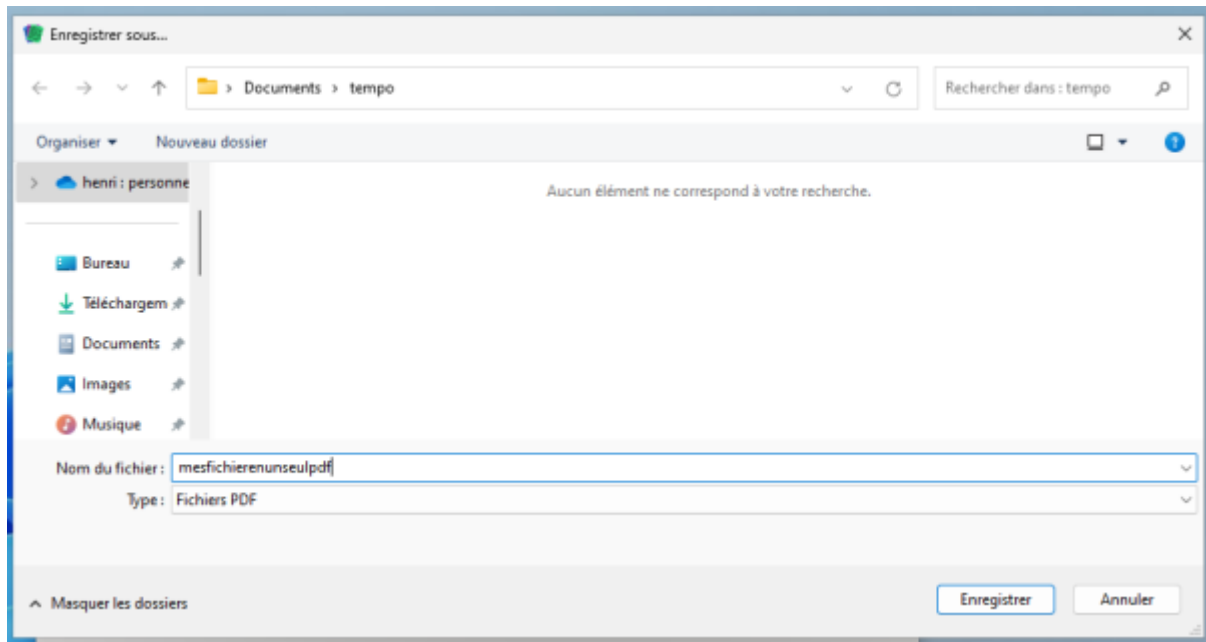 Enregistrer sous...
Documents › tempo
Rechercher dans : tempo
Organiser Nouveau dossier
henri : personne
Aucun élément ne correspond à votre recherche.
Bureau
Téléchargem
Documents
Images
Musique
Nom du fichier : mesfichierenunseulpdf
Type : Fichiers PDF
Masquer les dossiers
Enregistrer Annuler